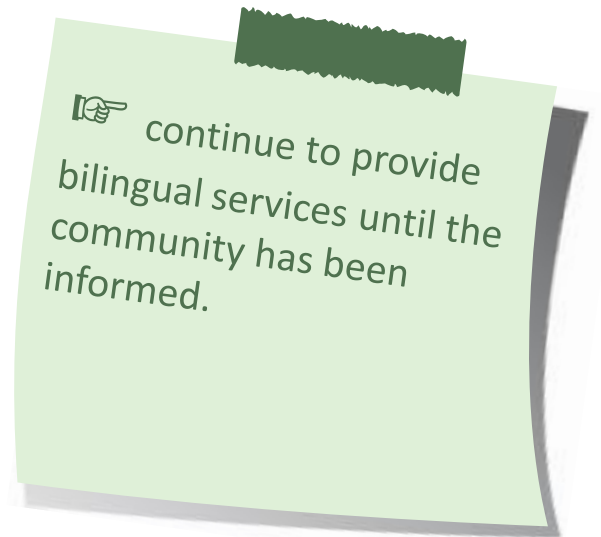 ☞ continue to provide
bilingual services until the
community has been
informed.